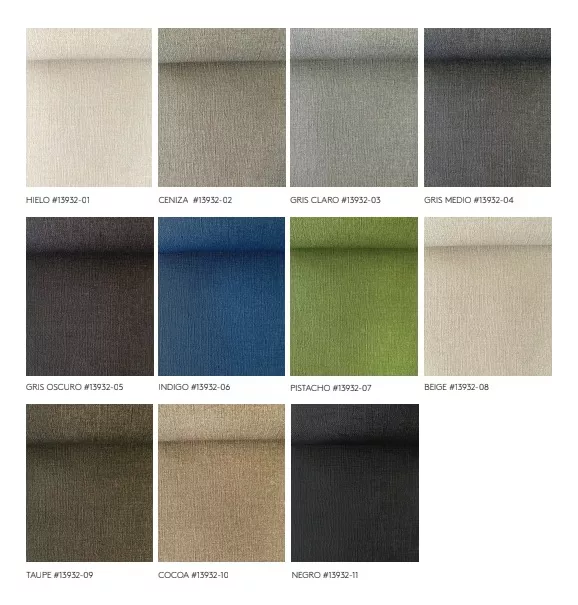 HIELO #13932-01
CENIZA #13932-02
GRIS CLARO #13932-03
GRIS MEDIO #13932-04
GRIS OSCURO #13932-05
INDIGO #13932-06
PISTACHO #13932-07
BEIGE #13932-08
TAUPE #13932-09
COCOA #13932-10
NEGRO #13932-11